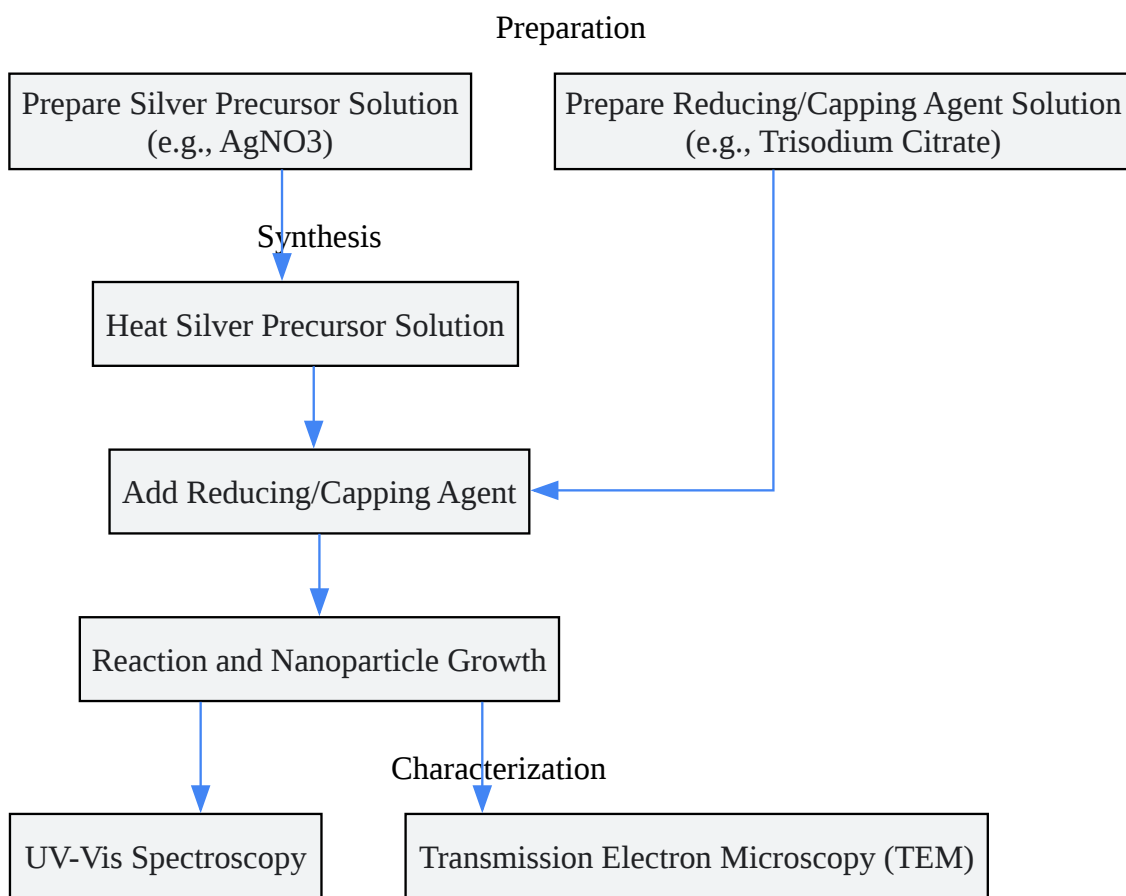 Preparation
Prepare Silver Precursor Solution
(e.g., AgNO3)
Prepare Reducing/Capping Agent Solution
(e.g., Trisodium Citrate)
Synthesis
Heat Silver Precursor Solution
Add Reducing/Capping Agent
Reaction and Nanoparticle Growth
Characterization
UV-Vis Spectroscopy
Transmission Electron Microscopy (TEM)